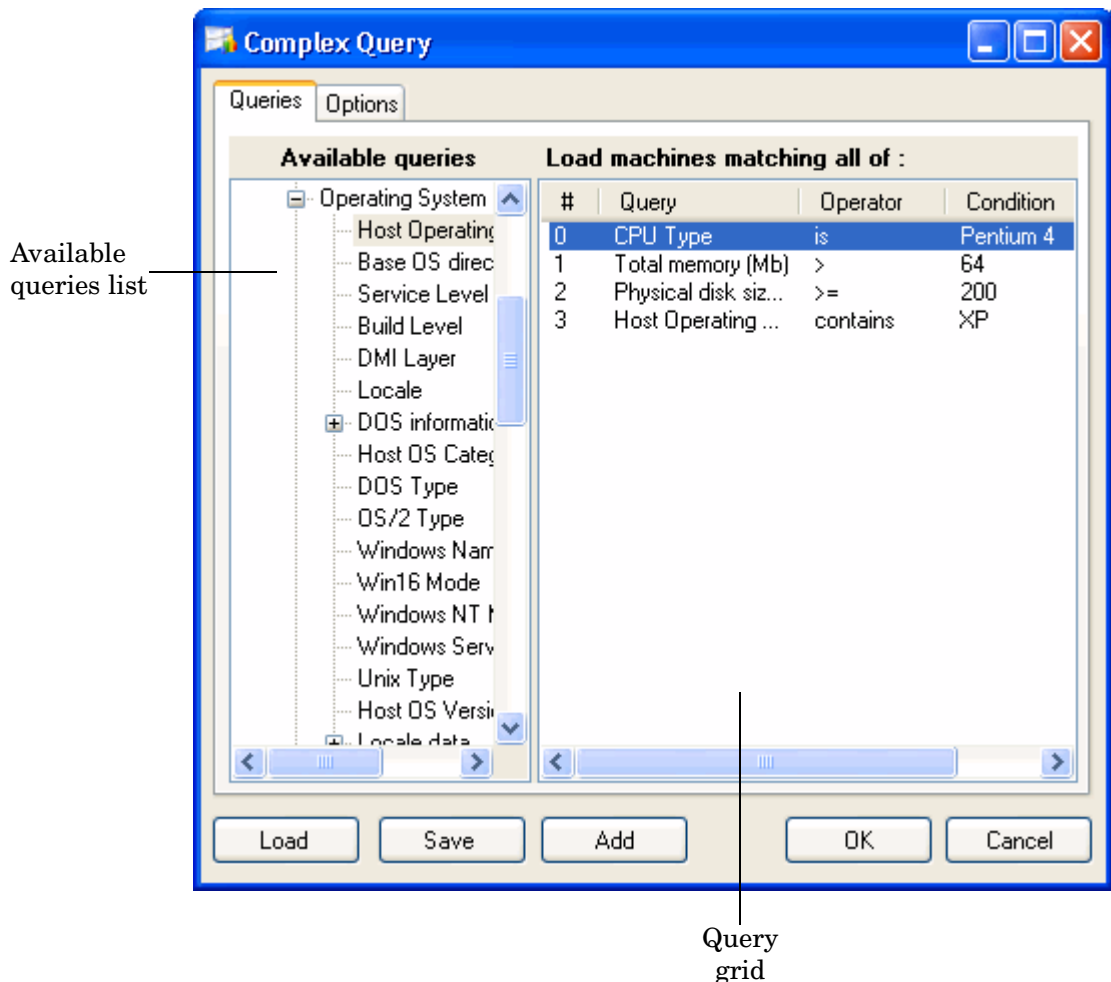 Complex Query
Queries Options
Available queries Load machines matching all of :
Operating System
Host Operating
Base OS direc
Service Level
Build Level
DMI Layer
Locale
DOS informatic
Host OS Categ
DOS Type
OS/2 Type
Windows Nam
Win16 Mode
Windows NT
Windows Serv
Unix Type
Host OS Versi
Locale data
# Query Operator Condition
0 CPU Type is Pentium 4
1 Total memory (Mb) > 64
2 Physical disk siz... >= 200
3 Host Operating ... contains XP
Load Save Add OK Cancel
Available
queries list
Query
grid